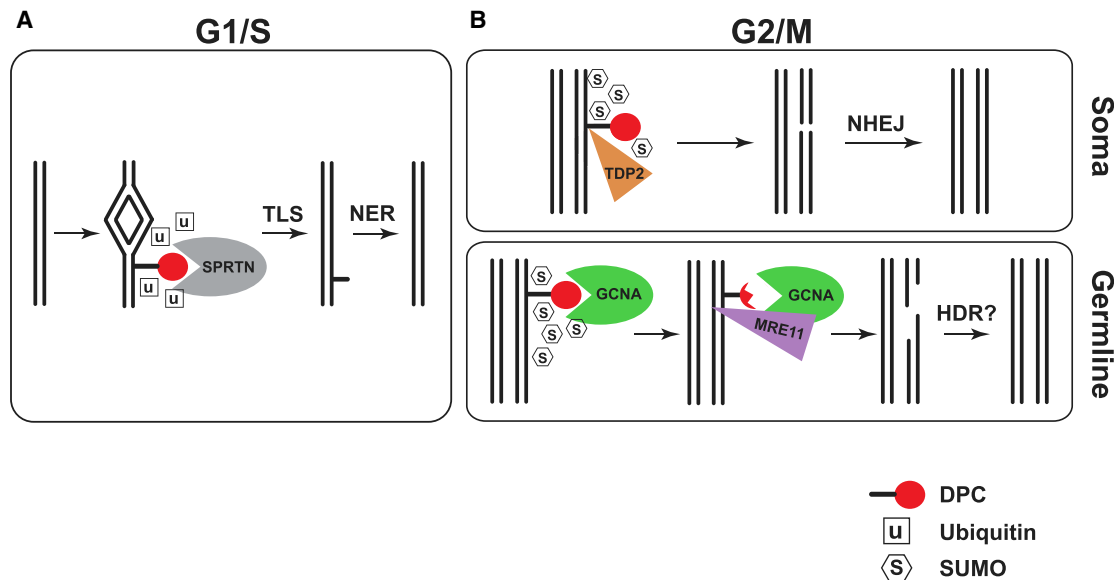 A
G1/S
B
G2/M
u
u
u
u
SPRTN
TLS
NER
S
S
S
S
TDP2
NHEJ
Soma
S
S
S
S
S
GCNA
GCNA
MRE11
HDR?
Germline
DPC
u Ubiquitin
S SUMO